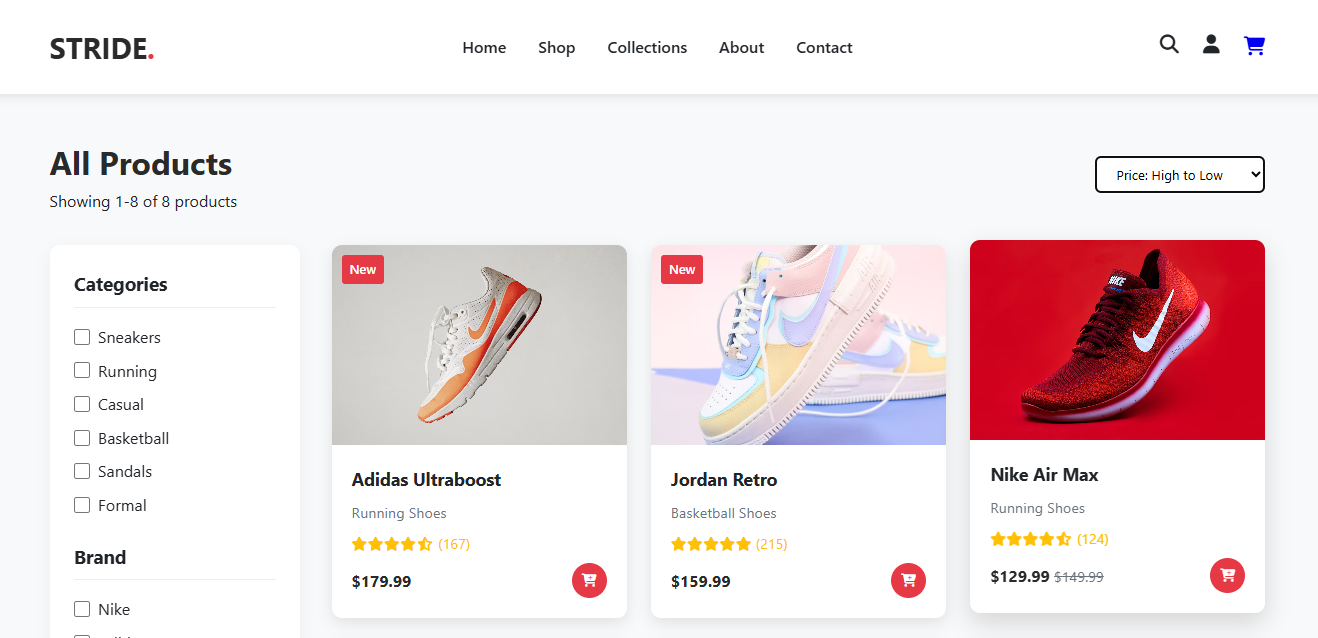 STRIDE.
Home Shop Collections About Contact
All Products
Showing 1-8 of 8 products
Price: High to Low
Categories
Sneakers
Running
Casual
Basketball
Sandals
Formal
Brand
Nike
New
Adidas Ultraboost
Running Shoes
(167)
$179.99
New
Jordan Retro
Basketball Shoes
(215)
$159.99
NIKE
Nike Air Max
Running Shoes
(124)
$129.99 $149.99